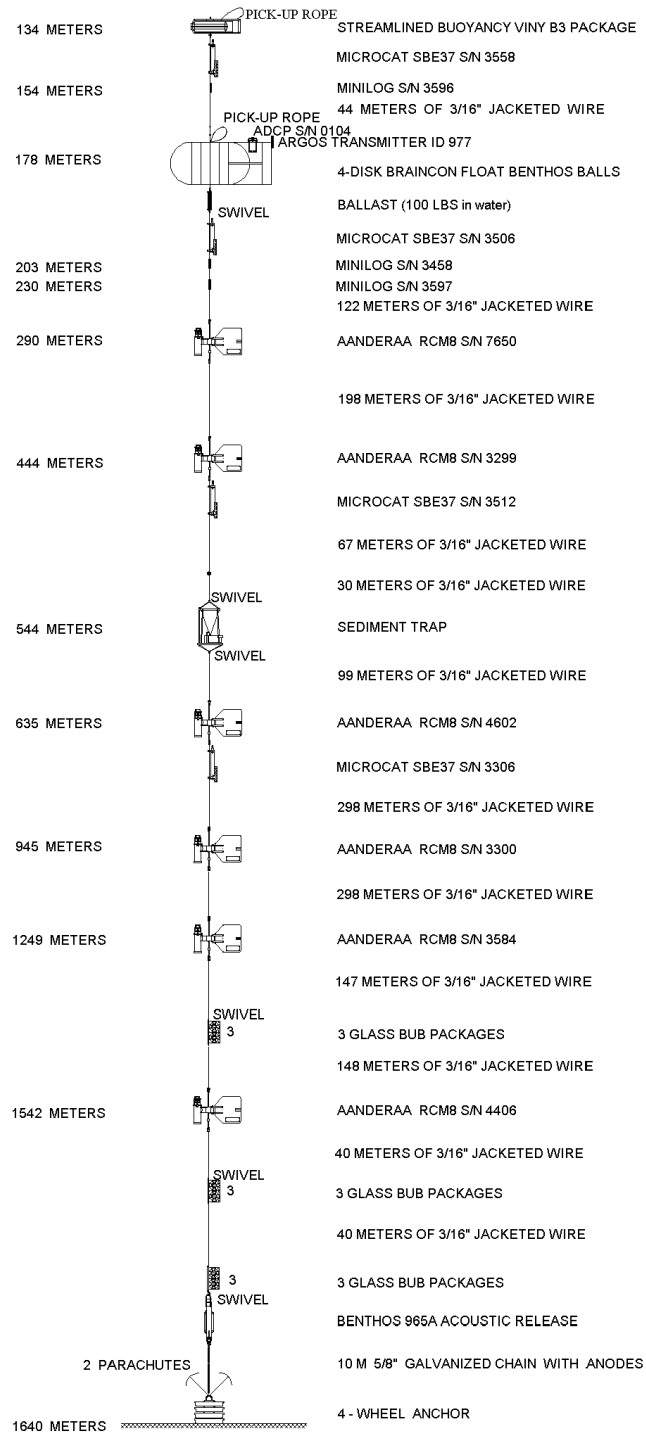 PICK-UP ROPE
134 METERS STREAMLINED BUOYANCY VINY B3 PACKAGE
MICROCAT SBE37 S/N 3558
154 METERS MINILOG S/N 3596
44 METERS OF 3/16" JACKETED WIRE
PICK-UP ROPE
ADCP S/N 0104
ARGOS TRANSMITTER ID 977
178 METERS 4-DISK BRAINCON FLOAT BENTHOS BALLS
SWIVEL BALLAST (100 LBS in water)
MICROCAT SBE37 S/N 3506
203 METERS MINILOG S/N 3458
230 METERS MINILOG S/N 3597
122 METERS OF 3/16" JACKETED WIRE
290 METERS AANDERAA RCM8 S/N 7650
198 METERS OF 3/16" JACKETED WIRE
444 METERS AANDERAA RCM8 S/N 3299
MICROCAT SBE37 S/N 3512
67 METERS OF 3/16" JACKETED WIRE
30 METERS OF 3/16" JACKETED WIRE
SWIVEL
544 METERS SEDIMENT TRAP
SWIVEL
99 METERS OF 3/16" JACKETED WIRE
635 METERS AANDERAA RCM8 S/N 4602
MICROCAT SBE37 S/N 3306
298 METERS OF 3/16" JACKETED WIRE
945 METERS AANDERAA RCM8 S/N 3300
298 METERS OF 3/16" JACKETED WIRE
1249 METERS AANDERAA RCM8 S/N 3584
147 METERS OF 3/16" JACKETED WIRE
SWIVEL
3 3 GLASS BUB PACKAGES
148 METERS OF 3/16" JACKETED WIRE
1542 METERS AANDERAA RCM8 S/N 4406
40 METERS OF 3/16" JACKETED WIRE
SWIVEL
3 3 GLASS BUB PACKAGES
40 METERS OF 3/16" JACKETED WIRE
3 3 GLASS BUB PACKAGES
SWIVEL
BENTHOS 965A ACOUSTIC RELEASE
2 PARACHUTES 10 M 5/8" GALVANIZED CHAIN WITH ANODES
4 - WHEEL ANCHOR
1640 METERS